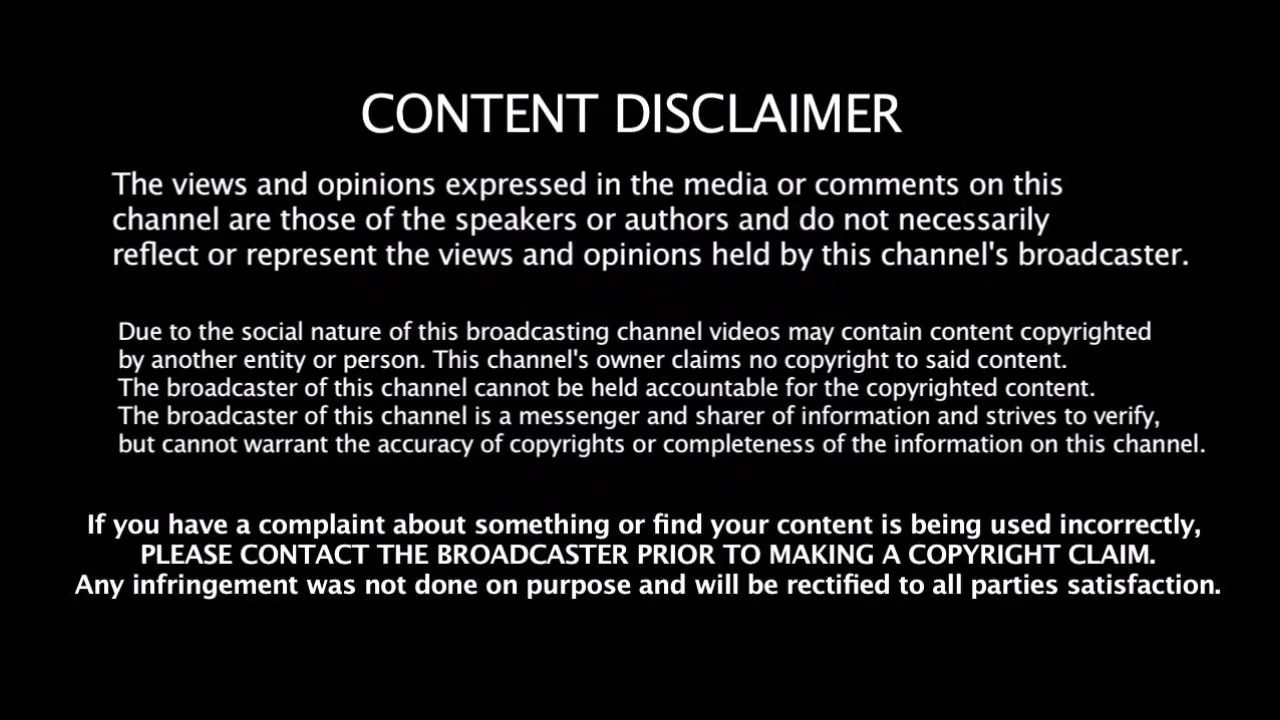 CONTENT DISCLAIMER
The views and opinions expressed in the media or comments on this
channel are those of the speakers or authors and do not necessarily
reflect or represent the views and opinions held by this channel's broadcaster.
Due to the social nature of this broadcasting channel videos may contain content copyrighted
by another entity or person. This channel's owner claims no copyright to said content.
The broadcaster of this channel cannot be held accountable for the copyrighted content.
The broadcaster of this channel is a messenger and sharer of information and strives to verify,
but cannot warrant the accuracy of copyrights or completeness of the information on this channel.
If you have a complaint about something or find your content is being used incorrectly,
PLEASE CONTACT THE BROADCASTER PRIOR TO MAKING A COPYRIGHT CLAIM.
Any infringement was not done on purpose and will be rectified to all parties satisfaction.